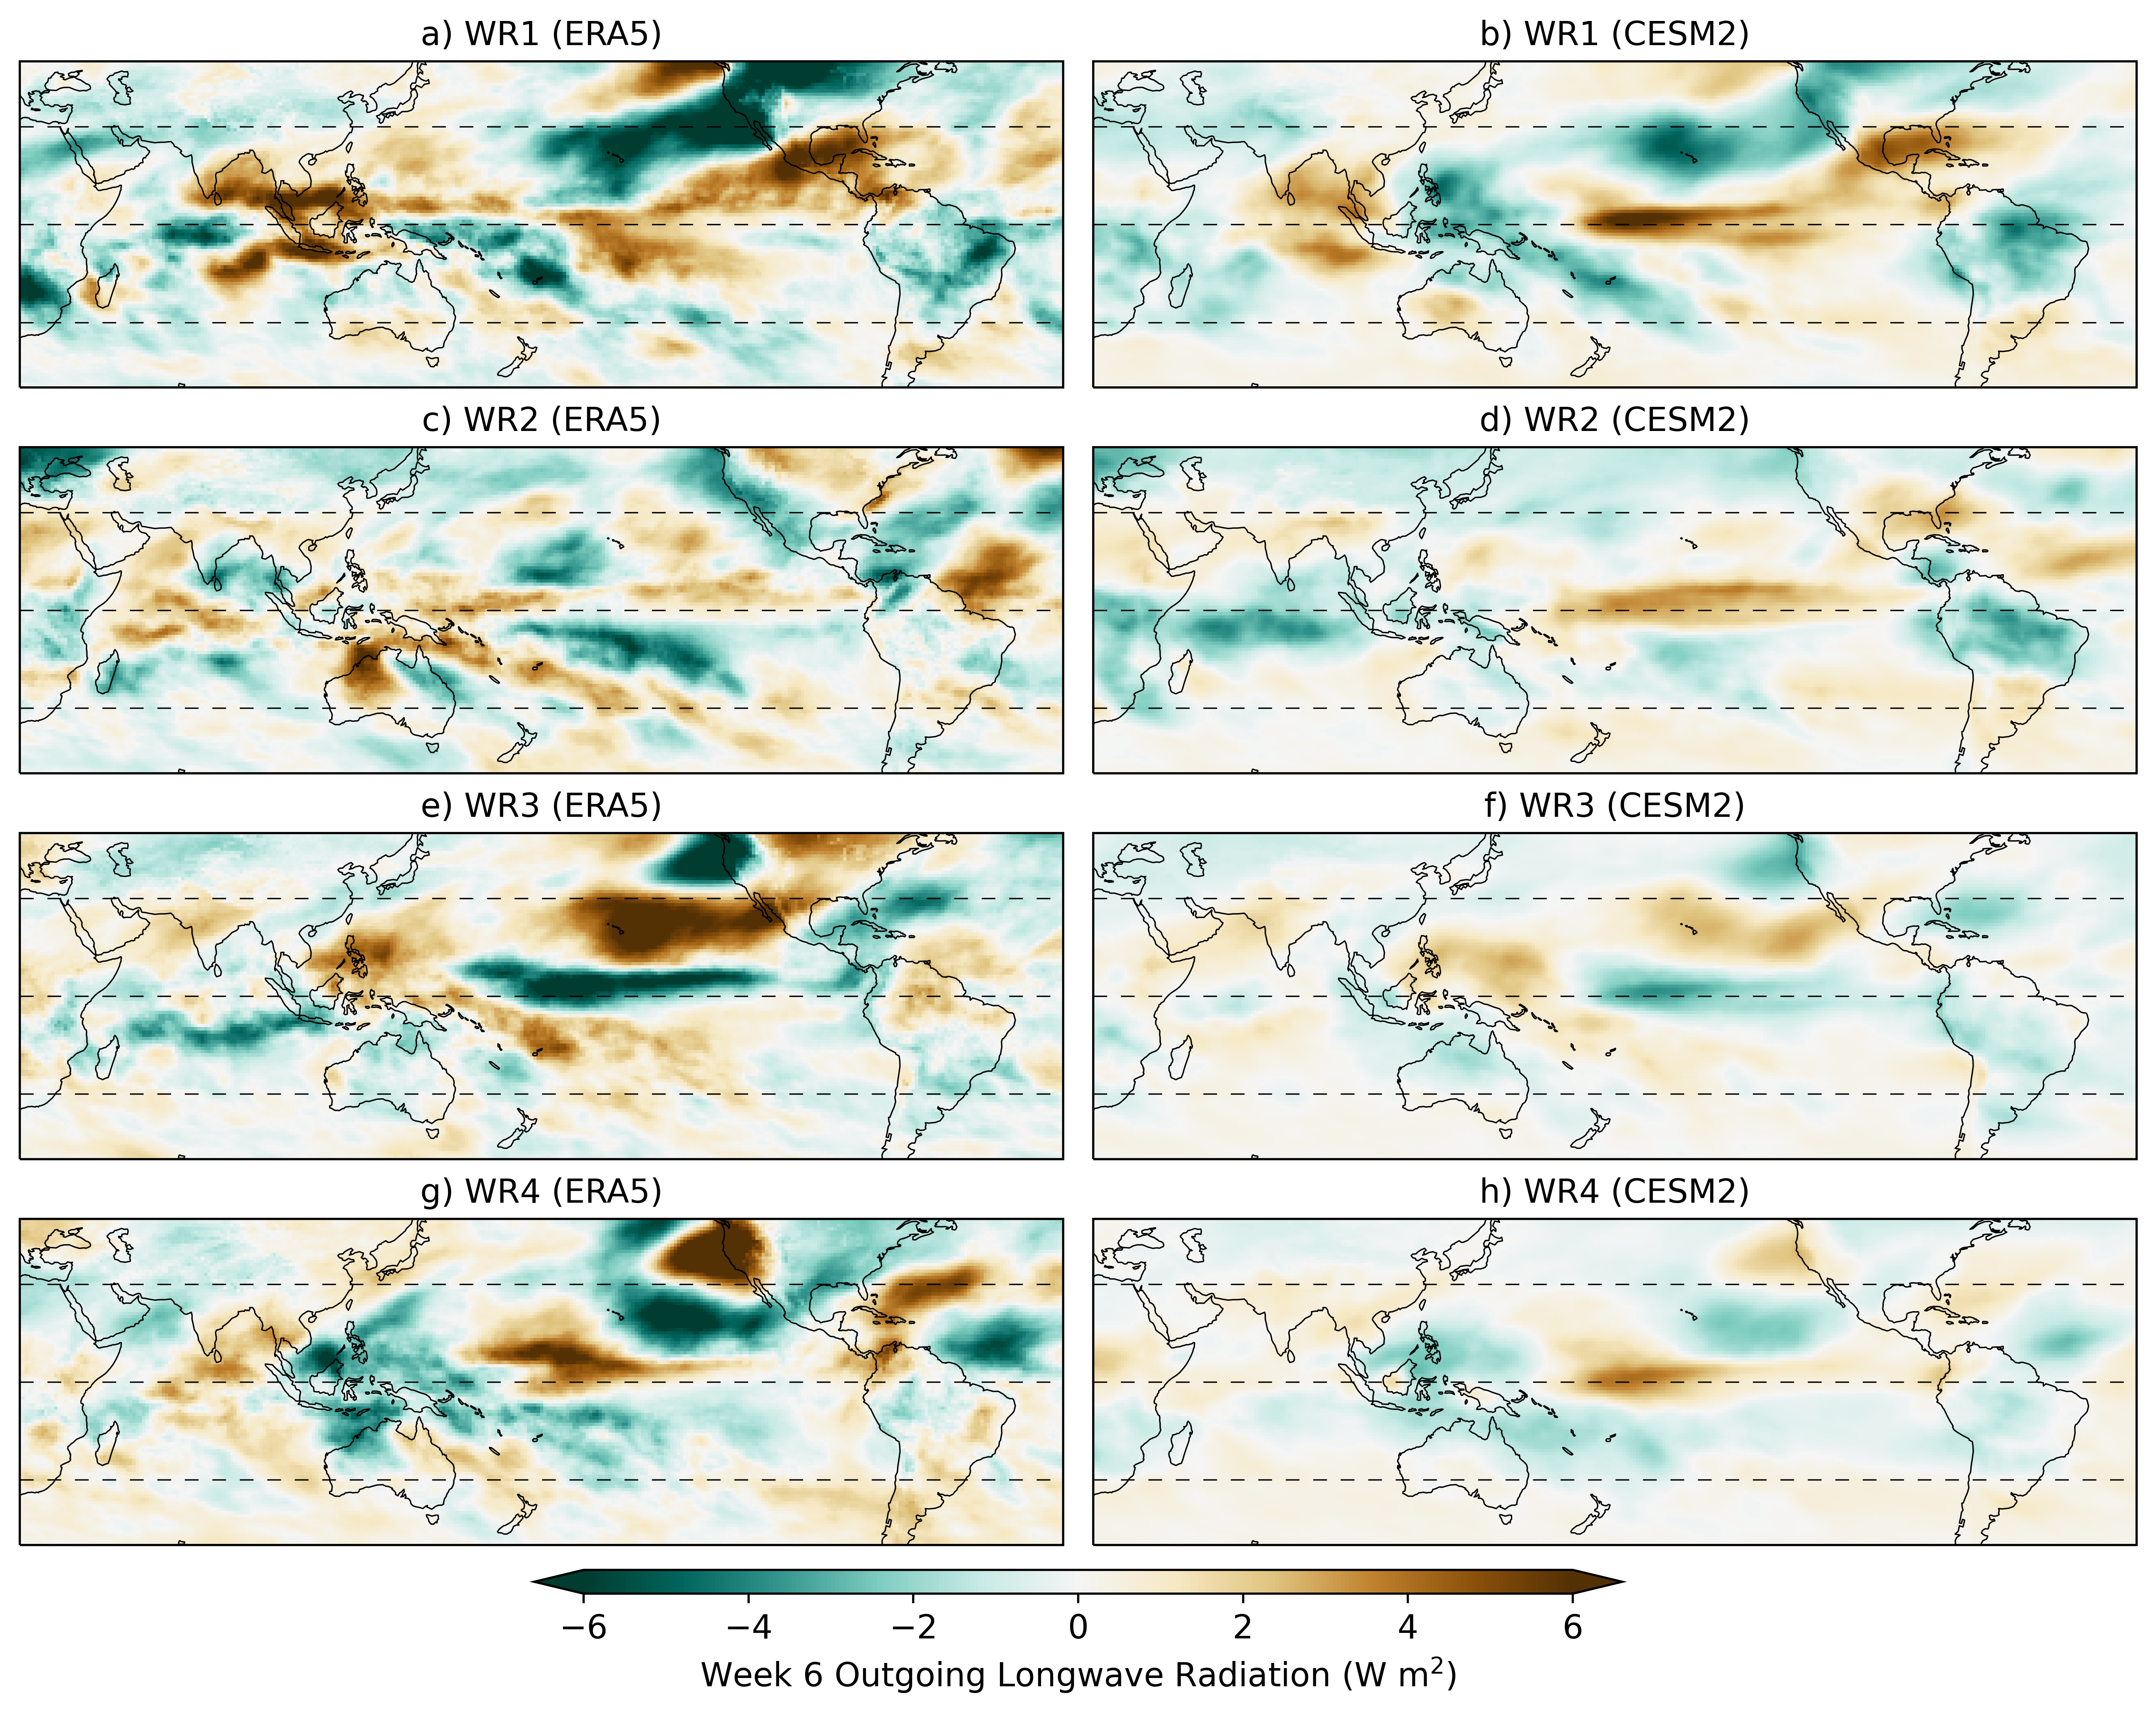 a) WR1 (ERA5)
b) WR1 (CESM2)
c) WR2 (ERA5)
d) WR2 (CESM2)
e) WR3 (ERA5)
f) WR3 (CESM2)
g) WR4 (ERA5)
h) WR4 (CESM2)
−6 −4 −2 0 2 4 6
Week 6 Outgoing Longwave Radiation (W m²)